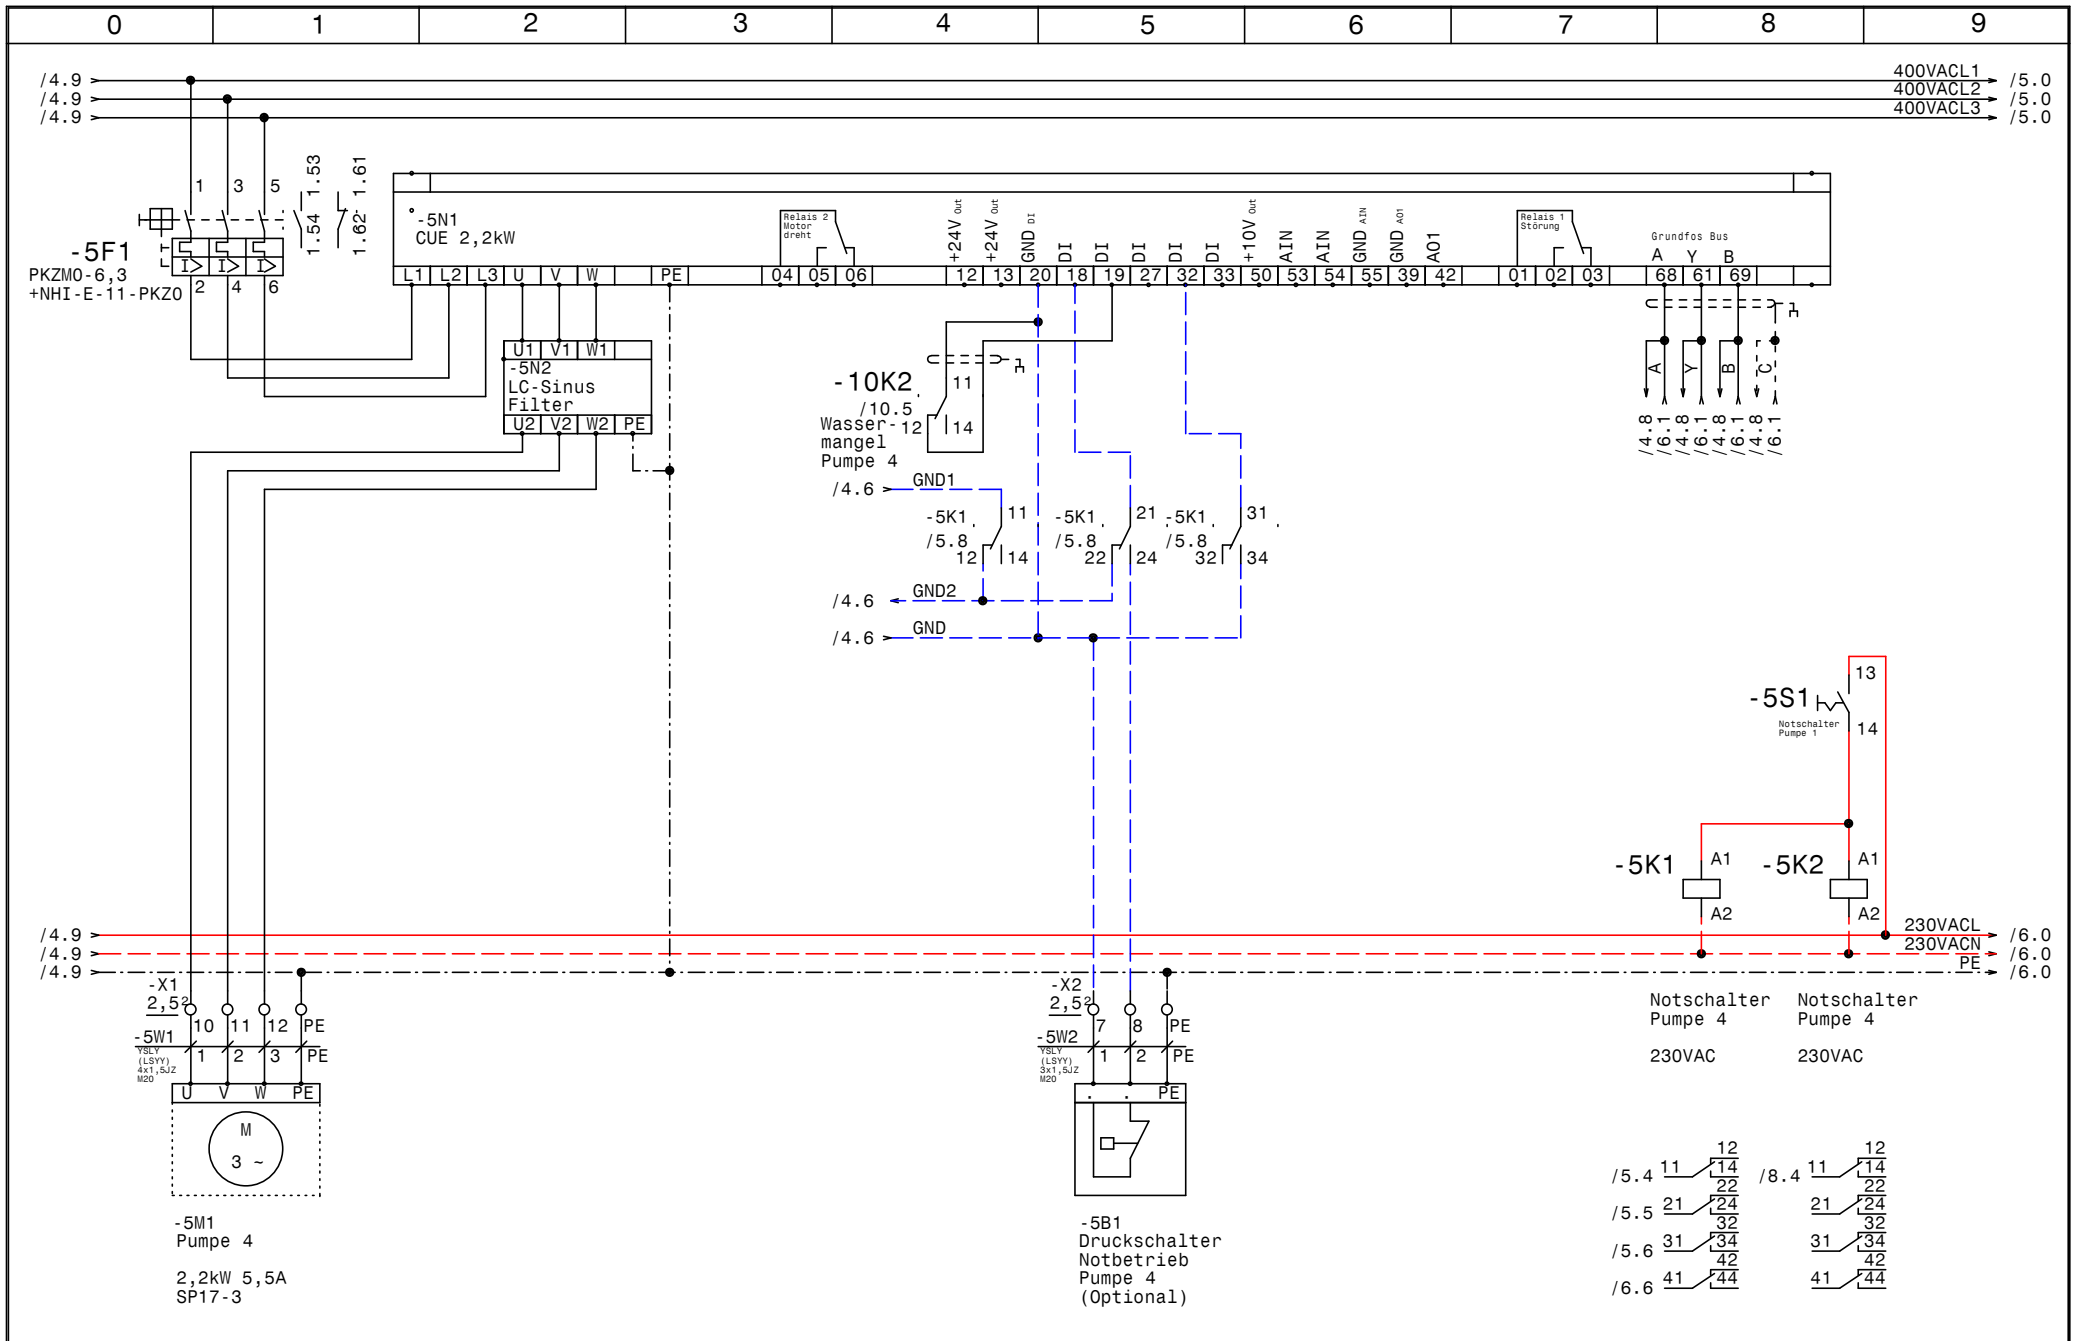 0 1 2 3 4 5 6 7 8 9
/4.9 400VACL1 /5.0
/4.9 400VACL2 /5.0
/4.9 400VACL3 /5.0
1 3 5 1.53 1.61
1.54 1.62
-5F1
PKZM0-6,3
+NHI-E-11-PKZ0
I> I> I>
2 4 6
-5N1
CUE 2,2kW
Relais 2
Motor
dreht
+24V Out
+24V Out
GND DI
DI
DI
DI
DI
DI
+10V Out
AIN
AIN
GND AIN
GND AO1
AO1
Relais 1
Störung
Grundfos Bus
A Y B
L1 L2 L3 U V W PE 04 05 06 12 13 20 18 19 27 32 33 50 53 54 55 39 42 01 02 03 68 61 69
U1 V1 W1
-5N2
LC-Sinus
Filter
U2 V2 W2 PE
-10K2
/10.5
Wasser-
mangel
Pumpe 4
11
12 14
A Y B C
/4.8
/6.1
/4.8
/6.1
/4.8
/6.1
/4.8
/6.1
/4.6 GND1
-5K1
/5.8
11
12 14
-5K1
/5.8
21
22 24
-5K1
/5.8
31
32 34
/4.6 GND2
/4.6 GND
-5S1
Notschalter
Pumpe 1
13
14
-5K1 A1
A2
-5K2 A1
A2
/4.9 230VACL /6.0
/4.9 230VACN /6.0
/4.9 PE /6.0
-X1
2,5²
10 11 12 PE
-5W1
YSLY
(LSYY)
4x1,5JZ
M20
1 2 3 PE
U V W PE
M
3 ~
-5M1
Pumpe 4
2,2kW 5,5A
SP17-3
-X2
2,5²
7 8 PE
-5W2
YSLY
(LSYY)
3x1,5JZ
M20
1 2 PE
. . PE
-5B1
Druckschalter
Notbetrieb
Pumpe 4
(Optional)
Notschalter
Pumpe 4
230VAC
Notschalter
Pumpe 4
230VAC
12
/5.4 11 14
22
/5.5 21 24
32
/5.6 31 34
42
/6.6 41 44
12
/8.4 11 14
22
21 24
32
31 34
42
41 44